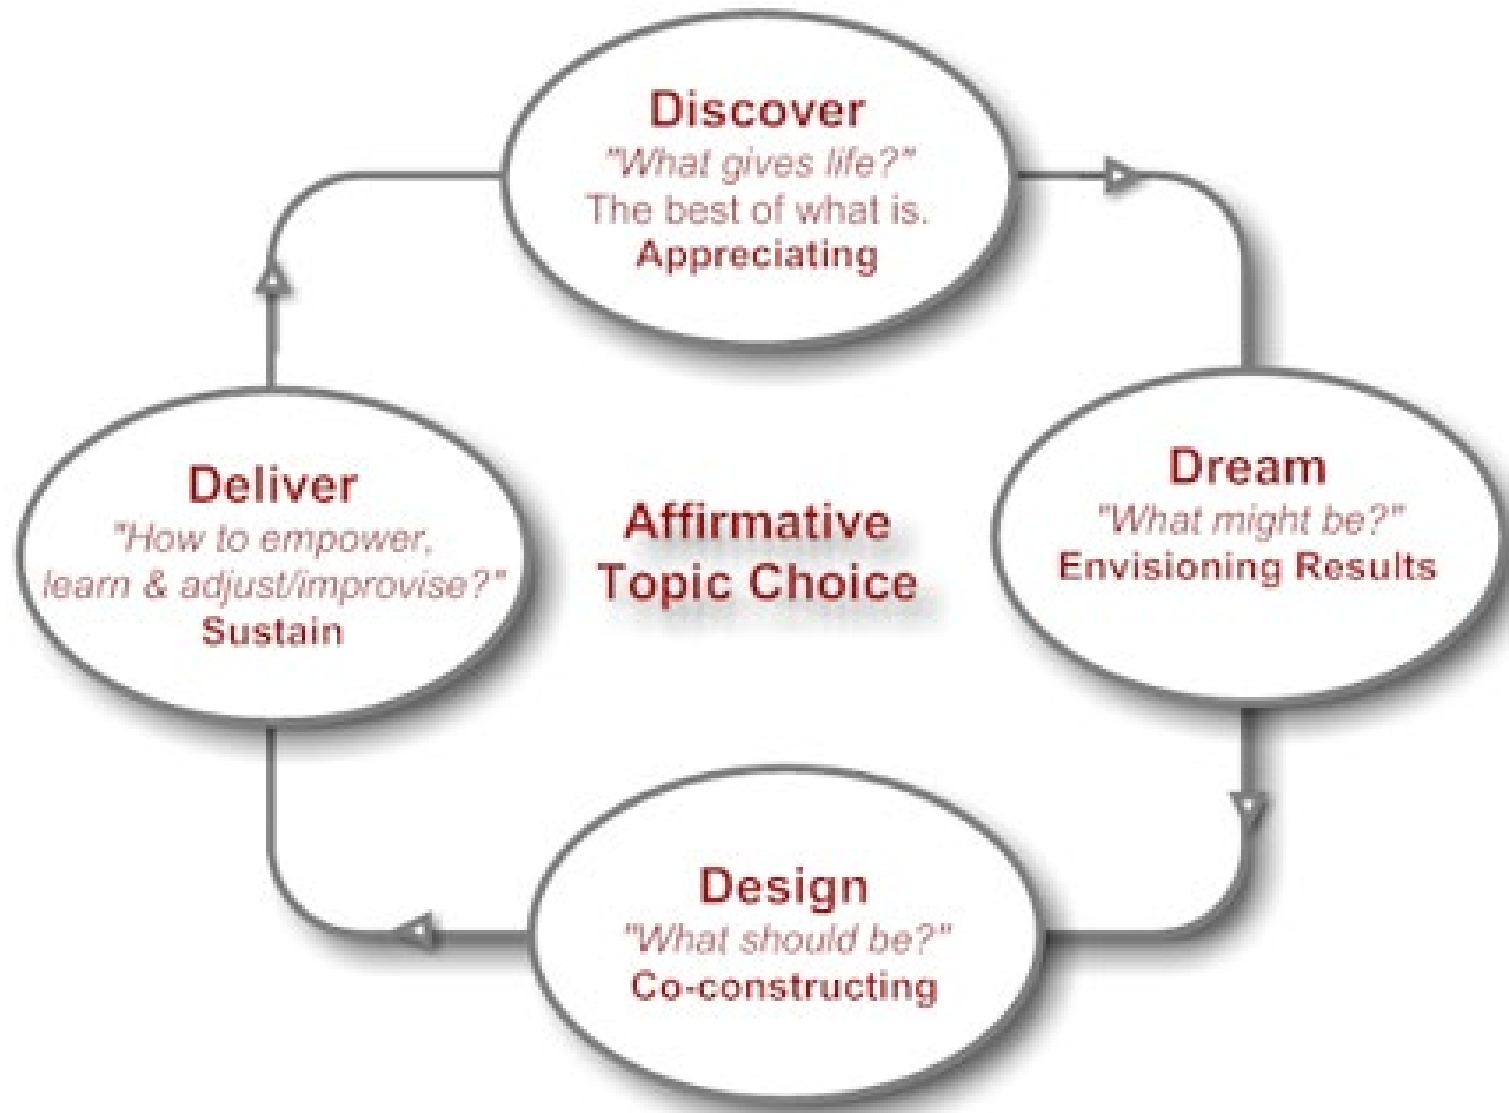 Discover
"What gives life?"
The best of what is.
Appreciating
Dream
"What might be?"
Envisioning Results
Design
"What should be?"
Co-constructing
Deliver
"How to empower,
learn & adjust/improvise?"
Sustain
Affirmative
Topic Choice